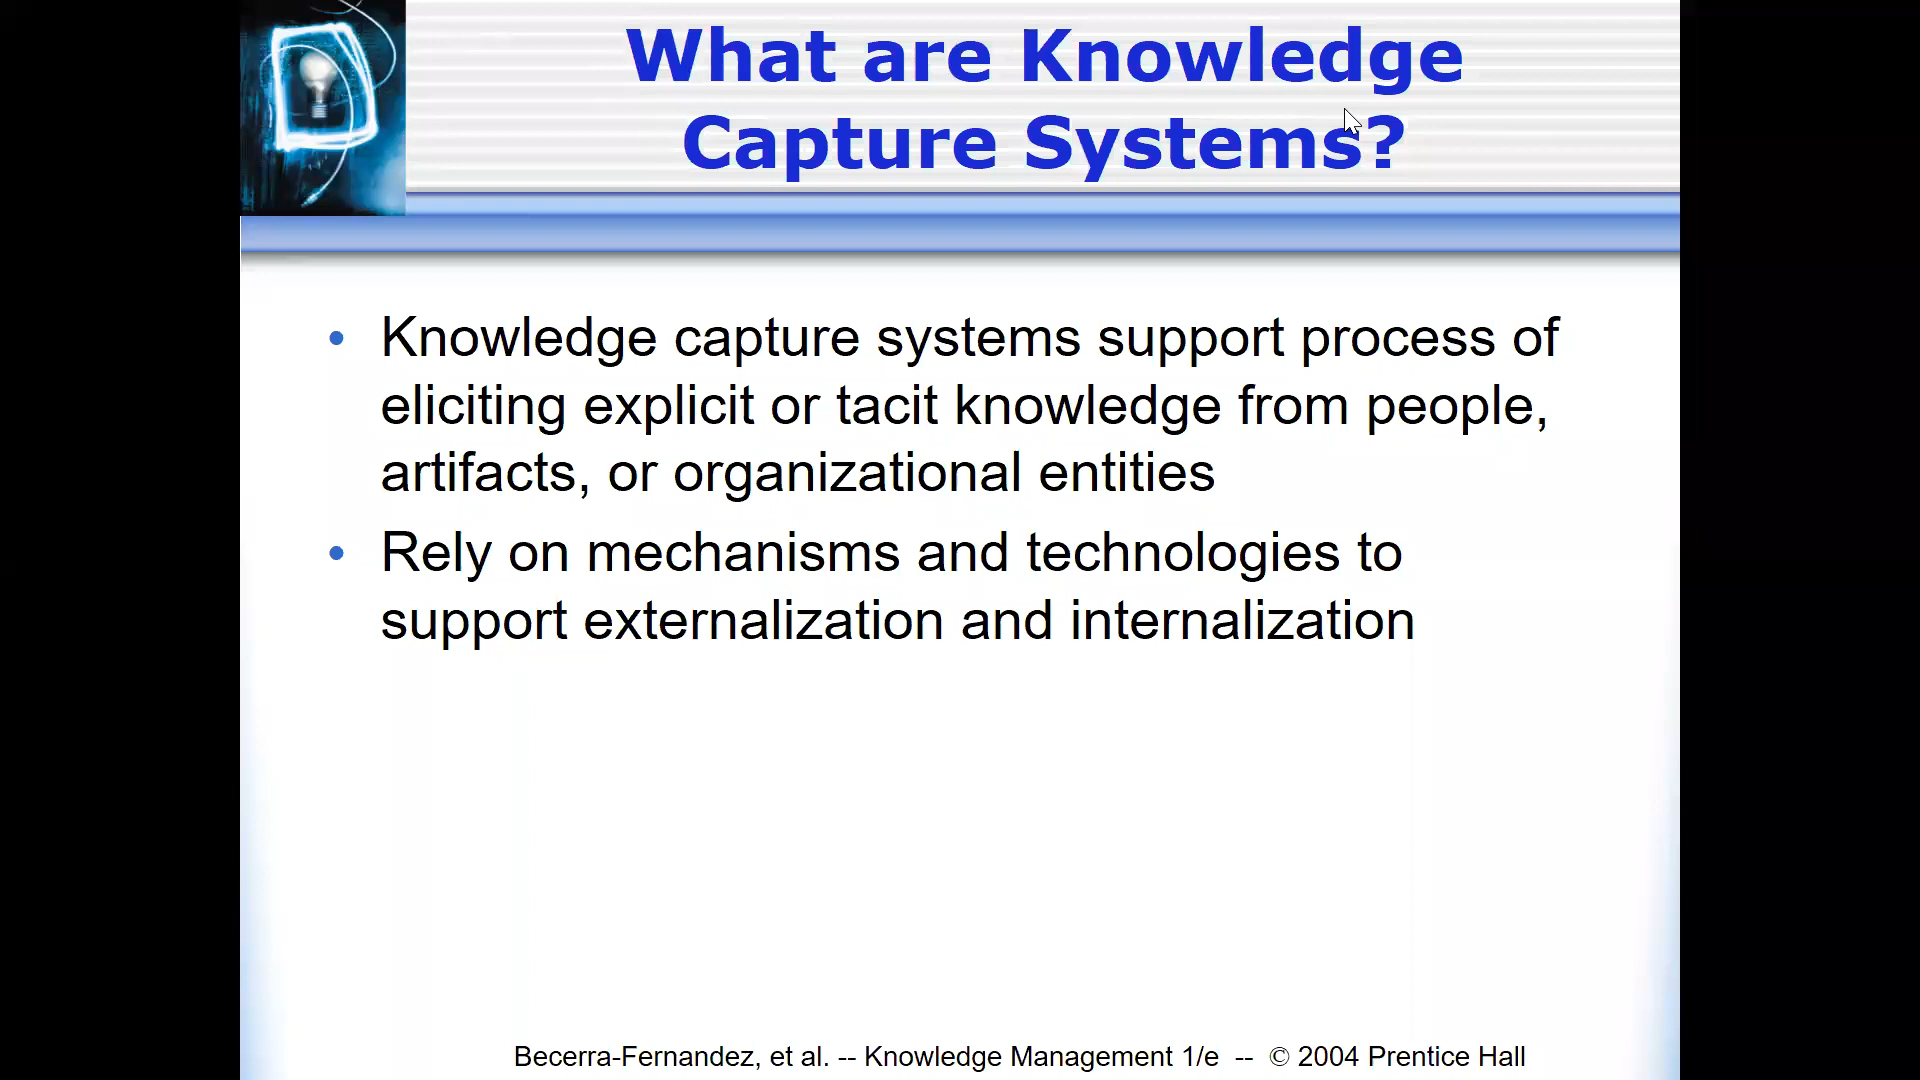 What are Knowledge
Capture Systems?
• Knowledge capture systems support process of
eliciting explicit or tacit knowledge from people,
artifacts, or organizational entities
• Rely on mechanisms and technologies to
support externalization and internalization
Becerra-Fernandez, et al. -- Knowledge Management 1/e -- © 2004 Prentice Hall